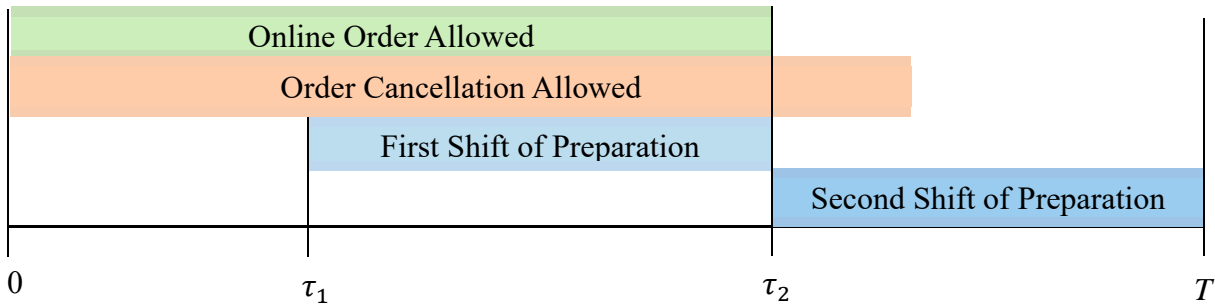 Online Order Allowed
Order Cancellation Allowed
First Shift of Preparation
Second Shift of Preparation
0 τ₁ τ₂ T